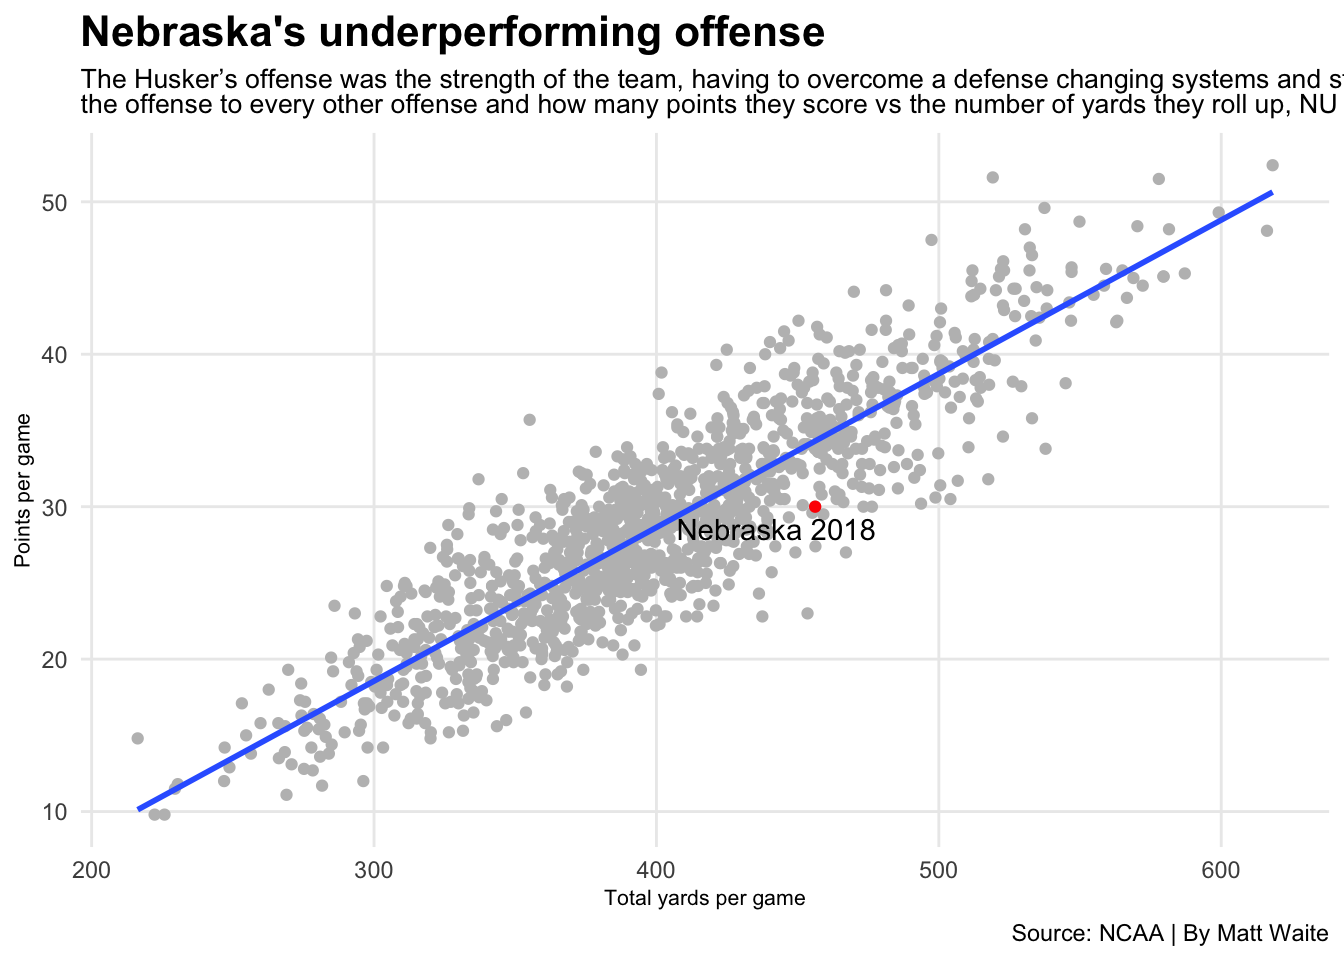 Nebraska's underperforming offense
The Husker’s offense was the strength of the team, having to overcome a defense changing systems and
the offense to every other offense and how many points they score vs the number of yards they roll up, NU
50
40
30
20
10
Points per game
Nebraska 2018
200 300 400 500 600
Total yards per game
Source: NCAA | By Matt Waite